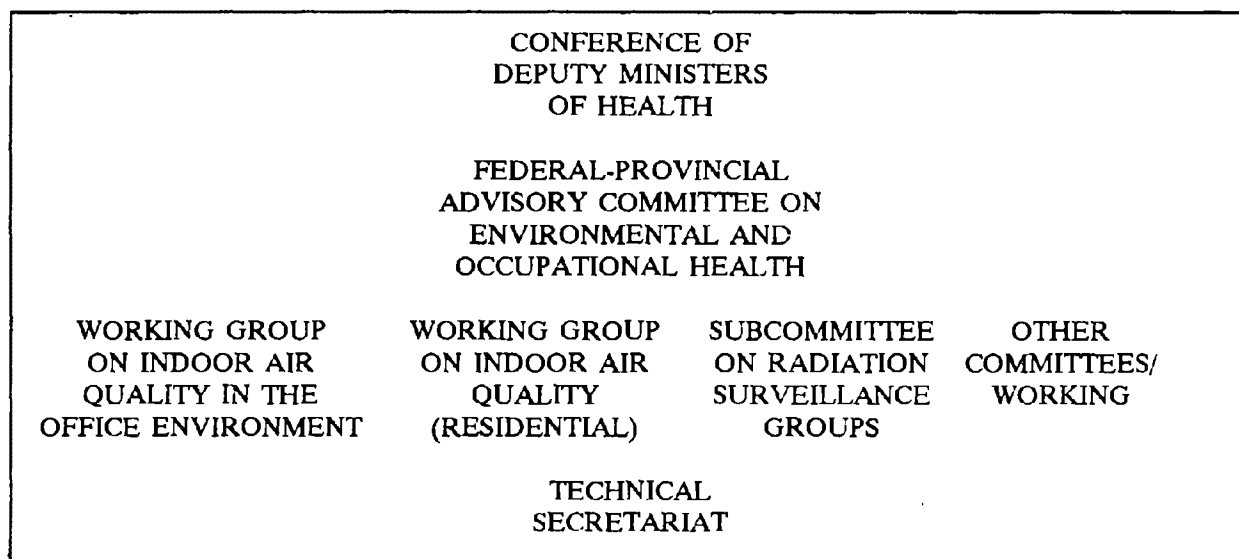 CONFERENCE OF
DEPUTY MINISTERS
OF HEALTH
FEDERAL-PROVINCIAL
ADVISORY COMMITTEE ON
ENVIRONMENTAL AND
OCCUPATIONAL HEALTH
WORKING GROUP
ON INDOOR AIR
QUALITY IN THE
OFFICE ENVIRONMENT
WORKING GROUP
ON INDOOR AIR
QUALITY
(RESIDENTIAL)
SUBCOMMITTEE
ON RADIATION
SURVEILLANCE
GROUPS
OTHER
COMMITTEES/
WORKING
TECHNICAL
SECRETARIAT